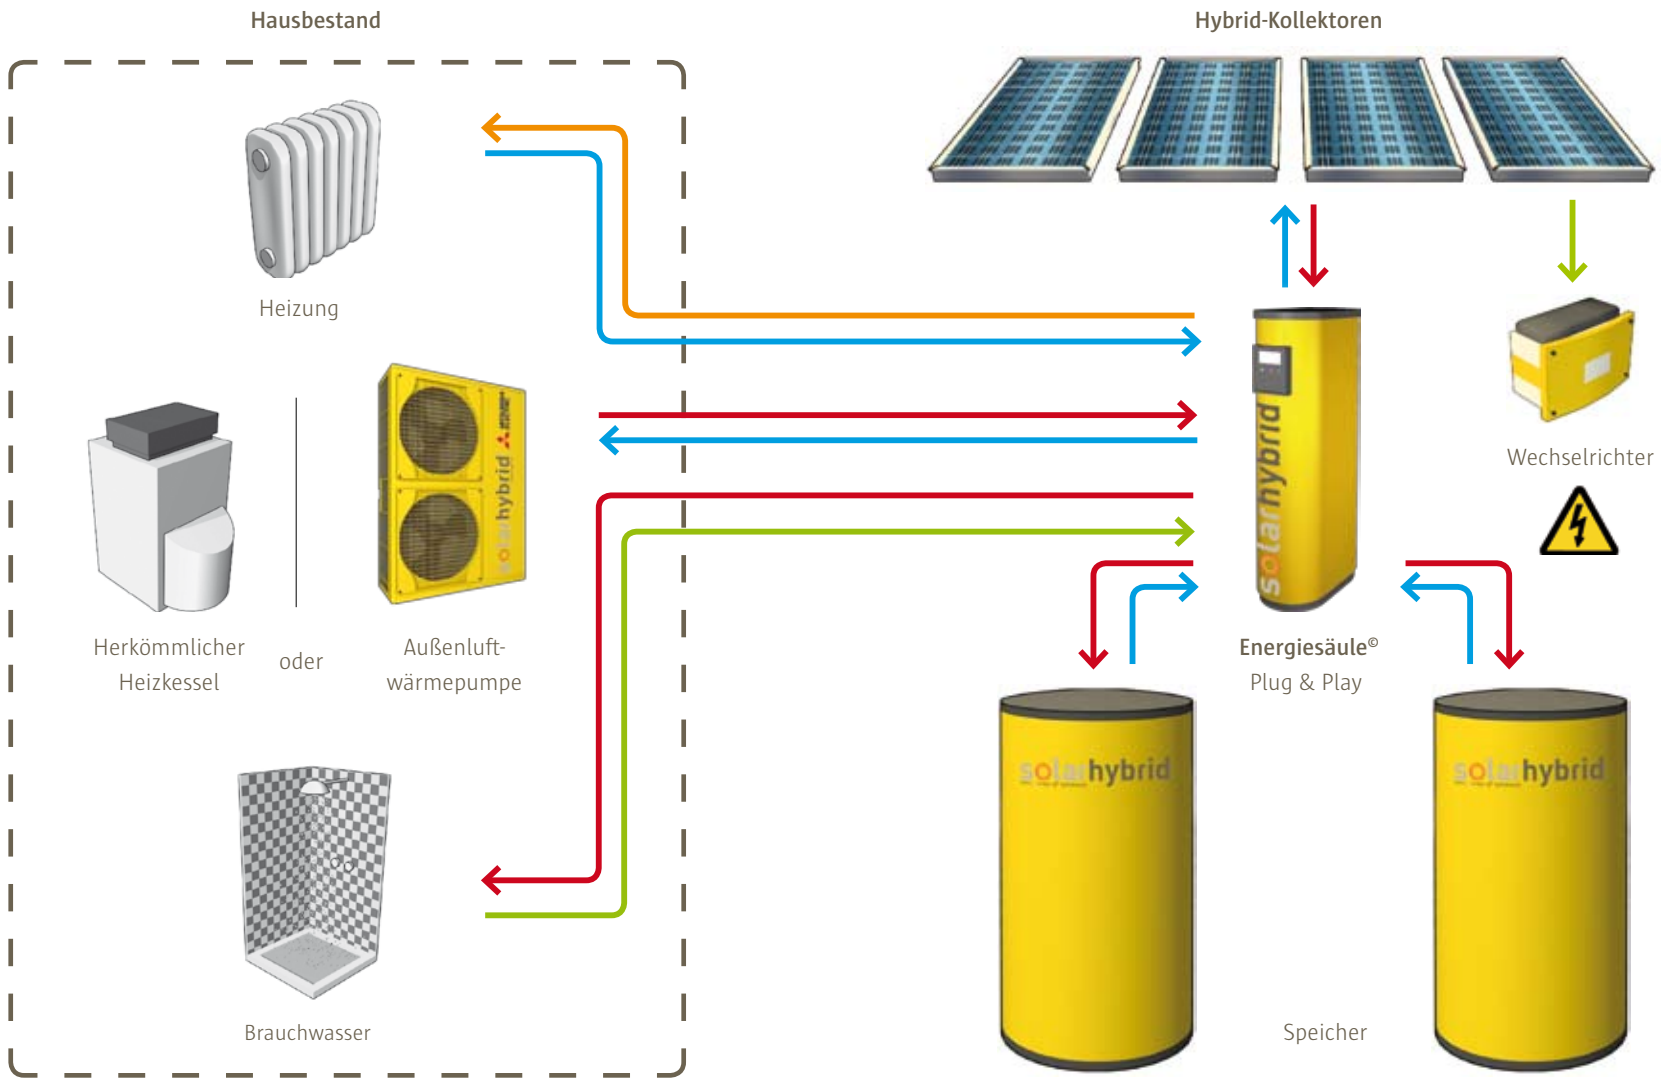 Hausbestand
Hybrid-Kollektoren
Heizung
solarhybrid
Wechselrichter
solarhybrid
Herkömmlicher
Heizkessel
oder
Außenluft-
wärmepumpe
Energiesäule©
Plug & Play
solarhybrid
solarhybrid
Brauchwasser
Speicher